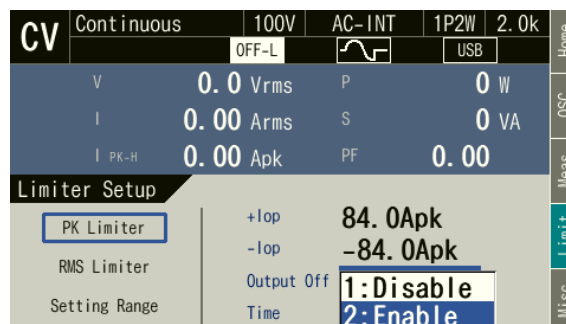 CV Continuous 100V AC-INT 1P2W 2.0k
OFF-L USB
V 0.0 Vrms P 0 W
I 0.00 Arms S 0 VA
I PK-H 0.00 Apk PF 0.00
Limiter Setup
PK Limiter
RMS Limiter
Setting Range
+Iop 84.0Apk
-Iop -84.0Apk
Output Off 1:Disable
Time 2:Enable
Home
OSC
Meas
Limit
Misc